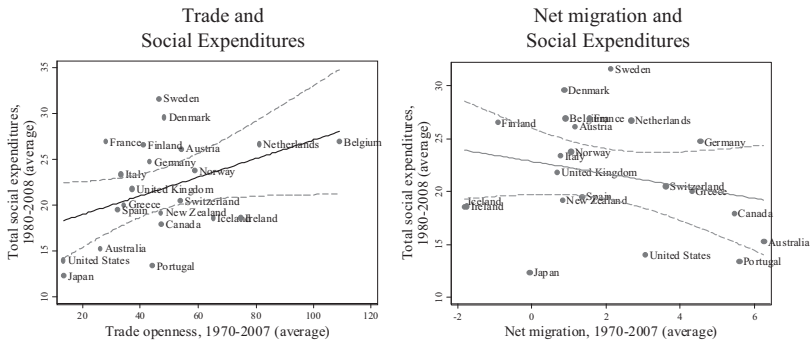 Trade and
Social Expenditures
Total social expenditures,
1980-2008 (average)
35
30
25
20
15
10
Sweden
Denmark
France
Finland
Austria
Netherlands
Belgium
Germany
Italy
Norway
United Kingdom
Switzerland
Greece
Spain
New Zealand
Canada
Iceland
Ireland
Australia
United States
Portugal
Japan
20
40
60
80
100
120
Trade openness, 1970-2007 (average)
Net migration and
Social Expenditures
Total social expenditures,
1980-2008 (average)
30
25
20
15
10
Sweden
Denmark
Belgium
France
Netherlands
Finland
Austria
Germany
Norway
Italy
United Kingdom
Switzerland
Greece
Spain
New Zealand
Iceland
Ireland
Canada
Australia
United States
Portugal
Japan
-2
0
2
4
6
Net migration, 1970-2007 (average)